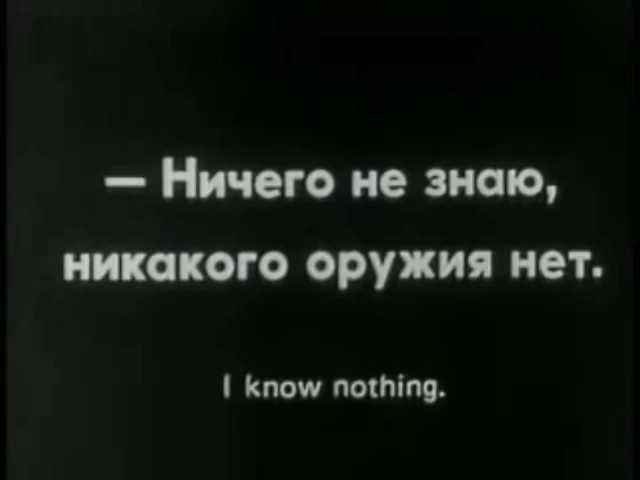 — Ничего не знаю,
никакого оружия нет.
I know nothing.